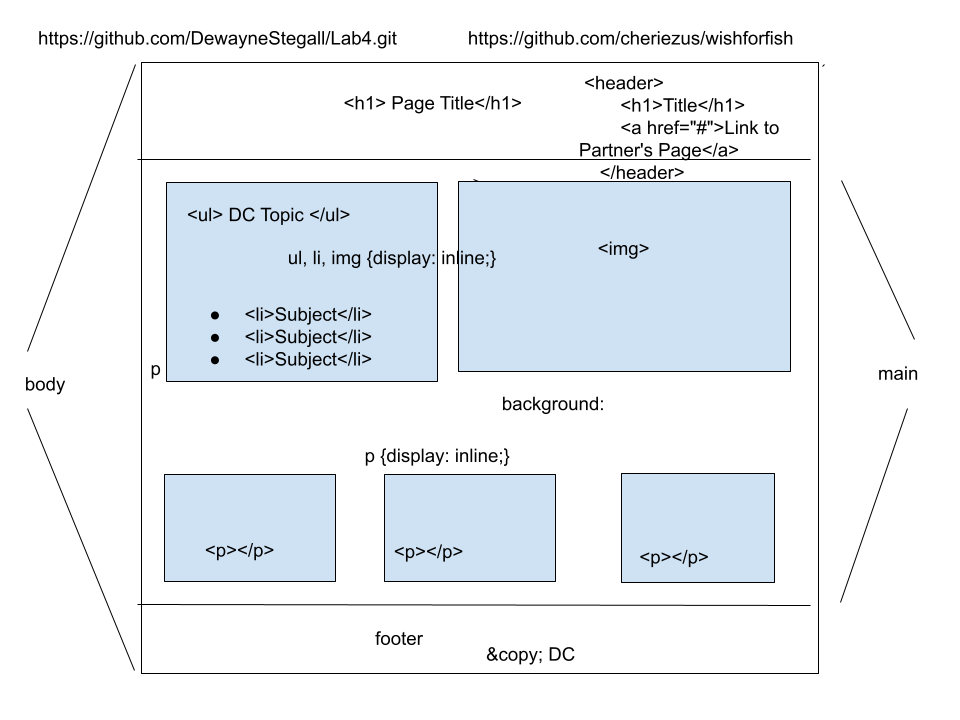 https://github.com/DewayneStegall/Lab4.git
https://github.com/cheriezus/wishforfish
<h1> Page Title</h1>
<header>
<h1>Title</h1>
<a href="#">Link to
Partner's Page</a>
</header>
<ul> DC Topic </ul>
ul, li, img {display: inline;}
<img>
● <li>Subject</li>
● <li>Subject</li>
● <li>Subject</li>
p
body
main
background:
p {display: inline;}
<p></p>
<p></p>
<p></p>
footer
&copy; DC